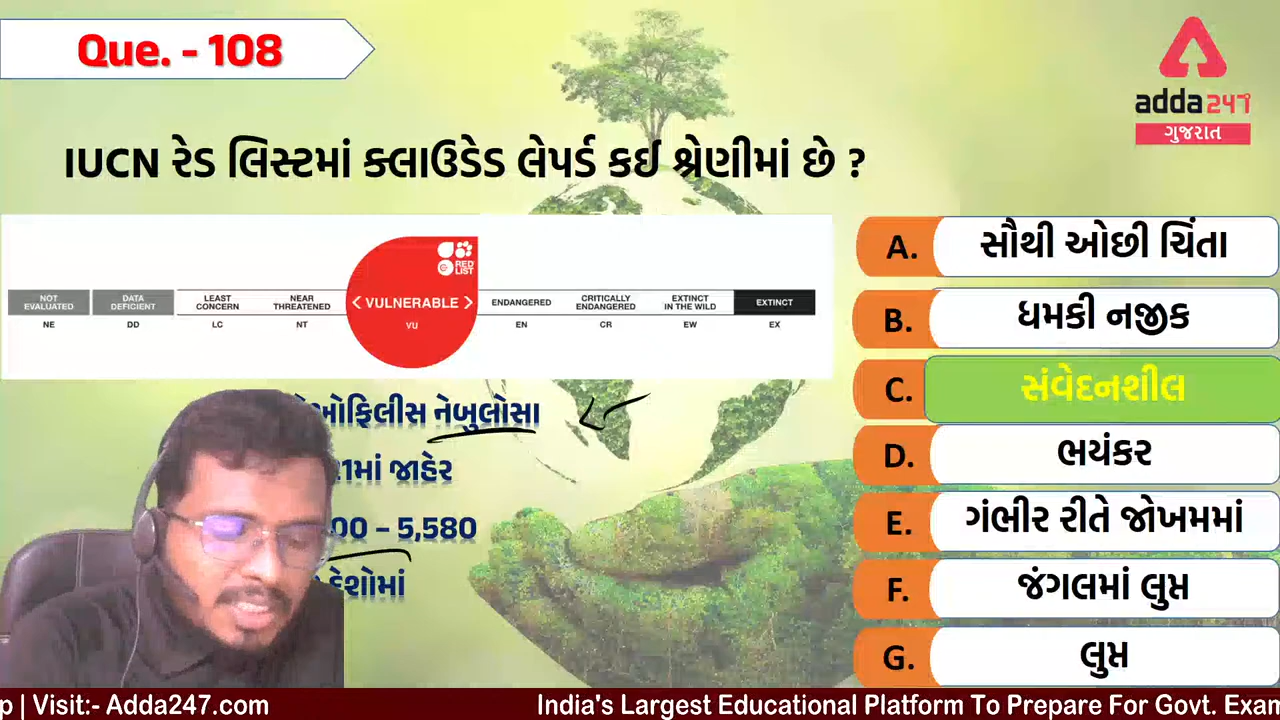 Que. - 108
adda247
ગુજરાત
IUCN રેડ લિસ્ટમાં ક્લાઉડેડ લેપર્ડ કઈ શ્રેણીમાં છે ?
RED LIST
NOT EVALUATED
DATA DEFICIENT
LEAST CONCERN
NEAR THREATENED
< VULNERABLE >
ENDANGERED
CRITICALLY ENDANGERED
EXTINCT IN THE WILD
EXTINCT
NE
DD
LC
NT
VU
EN
CR
EW
EX
નેબુલોસા
જાહેર
– 5,580
દેશોમાં
A. સૌથી ઓછી ચિંતા
B. ધમકી નજીક
C. સંવેદનશીલ
D. ભયંકર
E. ગંભીર રીતે જોખમમાં
F. જંગલમાં લુપ્ત
G. લુપ્ત
p | Visit:- Adda247.com
India's Largest Educational Platform To Prepare For Govt. Exan